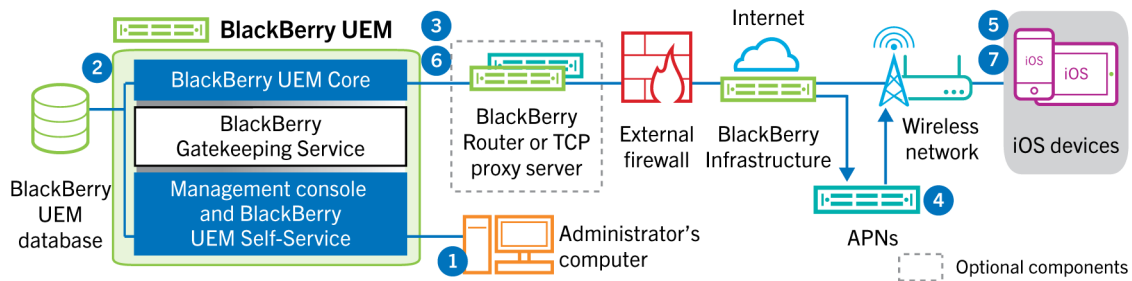 BlackBerry UEM
3
Internet
5
2
6
7
BlackBerry UEM Core
iOS
iOS
BlackBerry
Gatekeeping Service
BlackBerry
Router or TCP
proxy server
External
firewall
BlackBerry
Infrastructure
Wireless
network
iOS devices
BlackBerry
UEM
database
Management console
and BlackBerry
UEM Self-Service
4
APNs
1
Administrator's
computer
Optional components